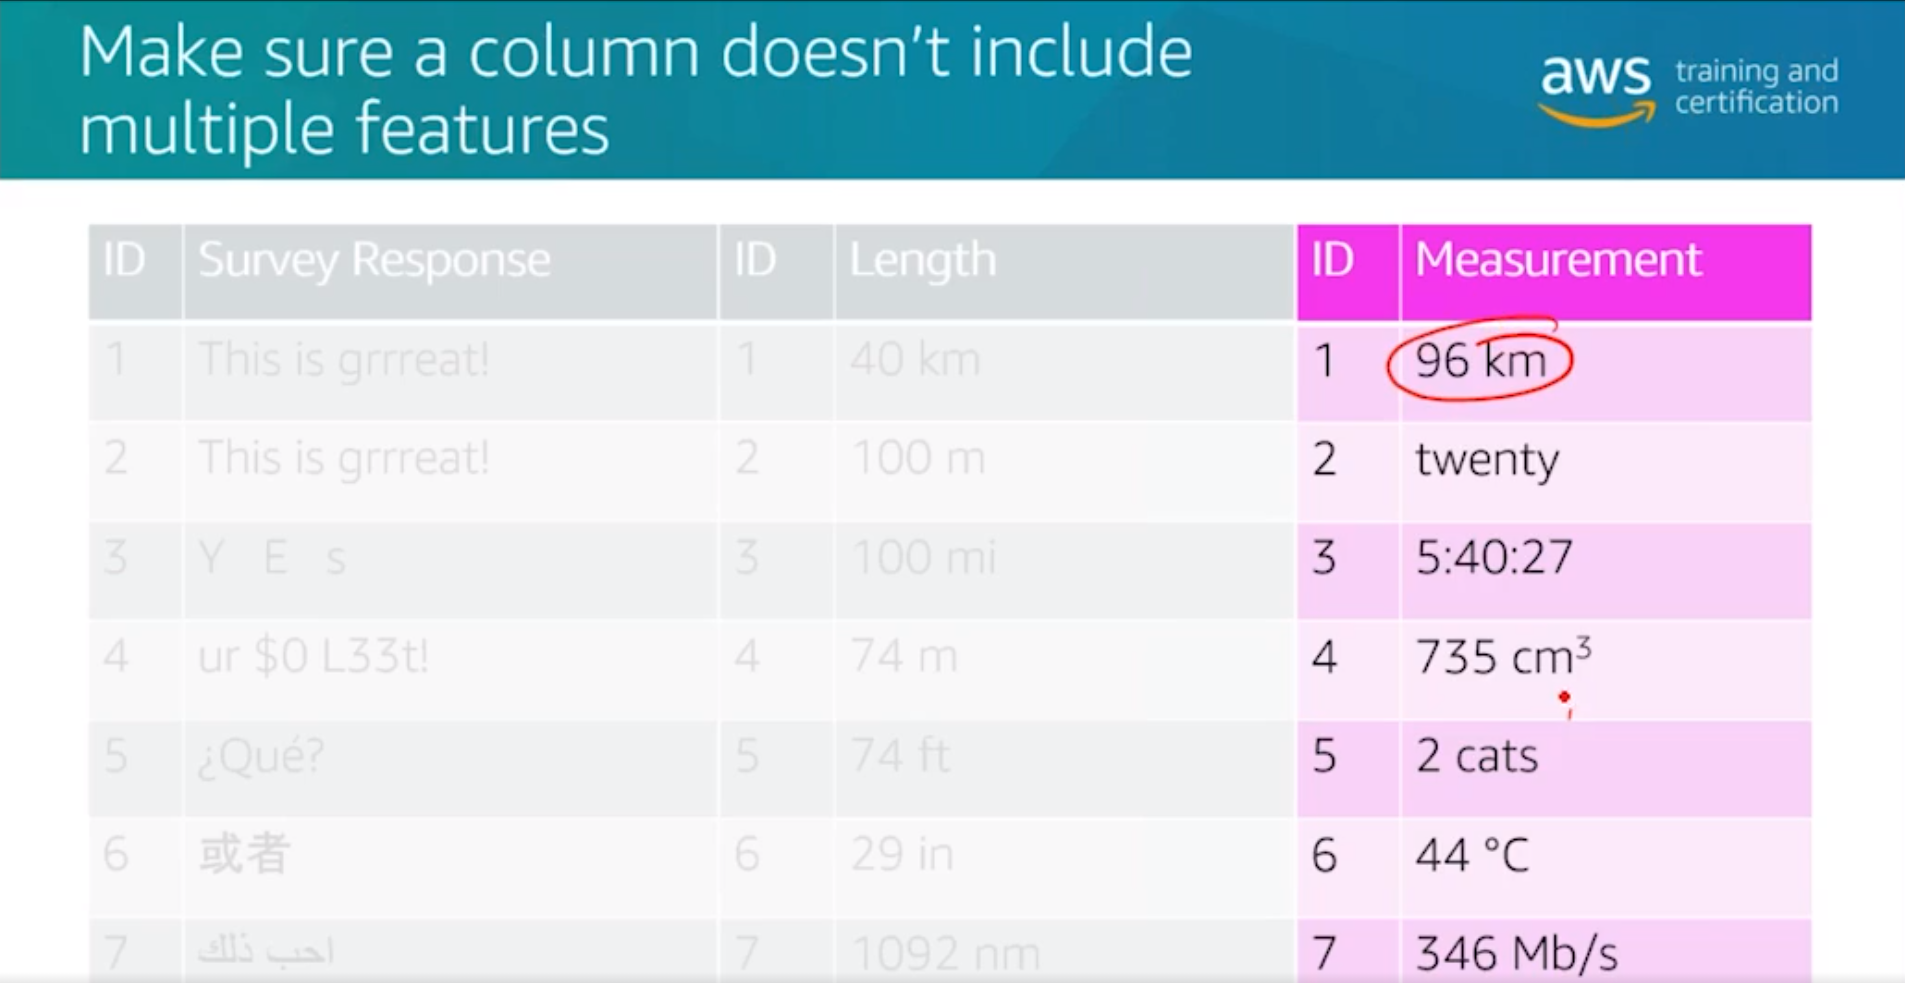 Make sure a column doesn't include
multiple features
aws training and
certification
ID Survey Response ID Length ID Measurement
1 This is grrreat! 1 40 km 1 96 km
2 This is grrreat! 2 100 m 2 twenty
3 Y E s 3 100 mi 3 5:40:27
4 ur $0 L33t! 4 74 m 4 735 cm³
5 ¿Qué? 5 74 ft 5 2 cats
6 或者 6 29 in 6 44 °C
7 احب ذلك 7 1092 nm 7 346 Mb/s